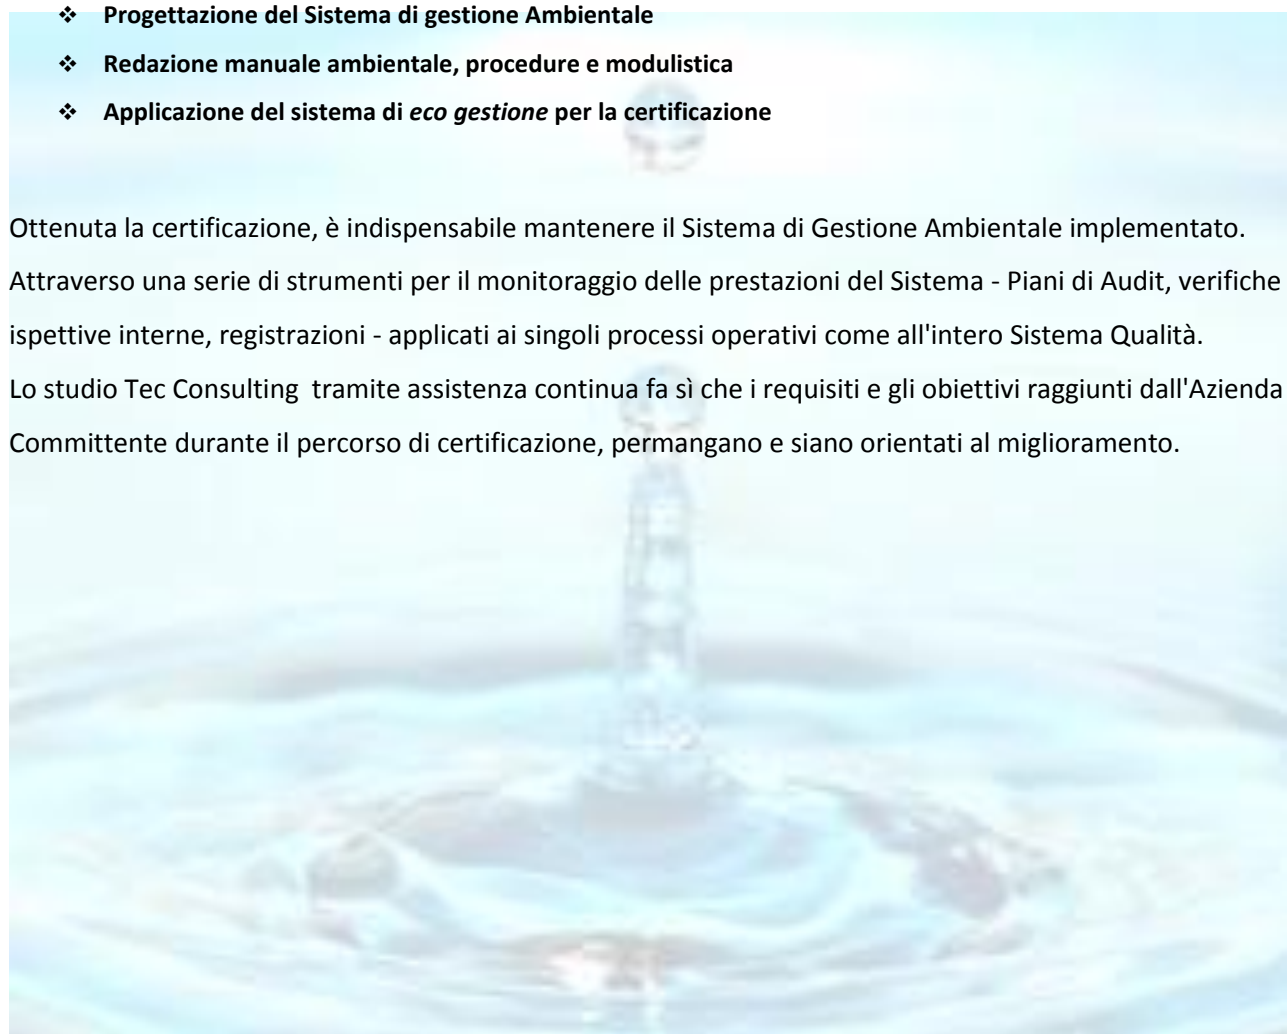 ❖ Progettazione del Sistema di gestione Ambientale
❖ Redazione manuale ambientale, procedure e modulistica
❖ Applicazione del sistema di eco gestione per la certificazione
Ottenuta la certificazione, è indispensabile mantenere il Sistema di Gestione Ambientale implementato.
Attraverso una serie di strumenti per il monitoraggio delle prestazioni del Sistema - Piani di Audit, verifiche
ispettive interne, registrazioni - applicati ai singoli processi operativi come all'intero Sistema Qualità.
Lo studio Tec Consulting  tramite assistenza continua fa sì che i requisiti e gli obiettivi raggiunti dall'Azienda
Committente durante il percorso di certificazione, permangano e siano orientati al miglioramento.